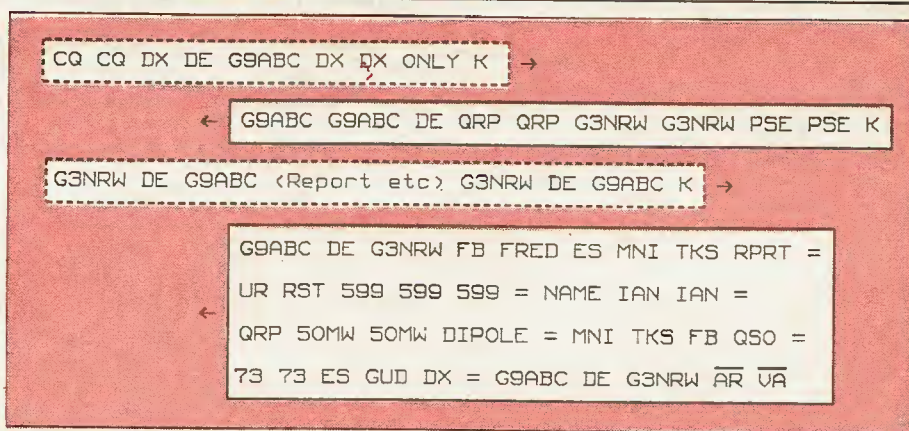 CQ CQ DX DE G9ABC DX DX ONLY K →
← G9ABC G9ABC DE QRP QRP G3NRW G3NRW PSE PSE K
G3NRW DE G9ABC (Report etc) G3NRW DE G9ABC K →
G9ABC DE G3NRW FB FRED ES MNI TKS RPRT =
UR RST 599 599 599 = NAME IAN IAN =
←
QRP 50MW 50MW DIPOLE = MNI TKS FB QSO =
73 73 ES GUD DX = G9ABC DE G3NRW A̅R̅ V̅A̅